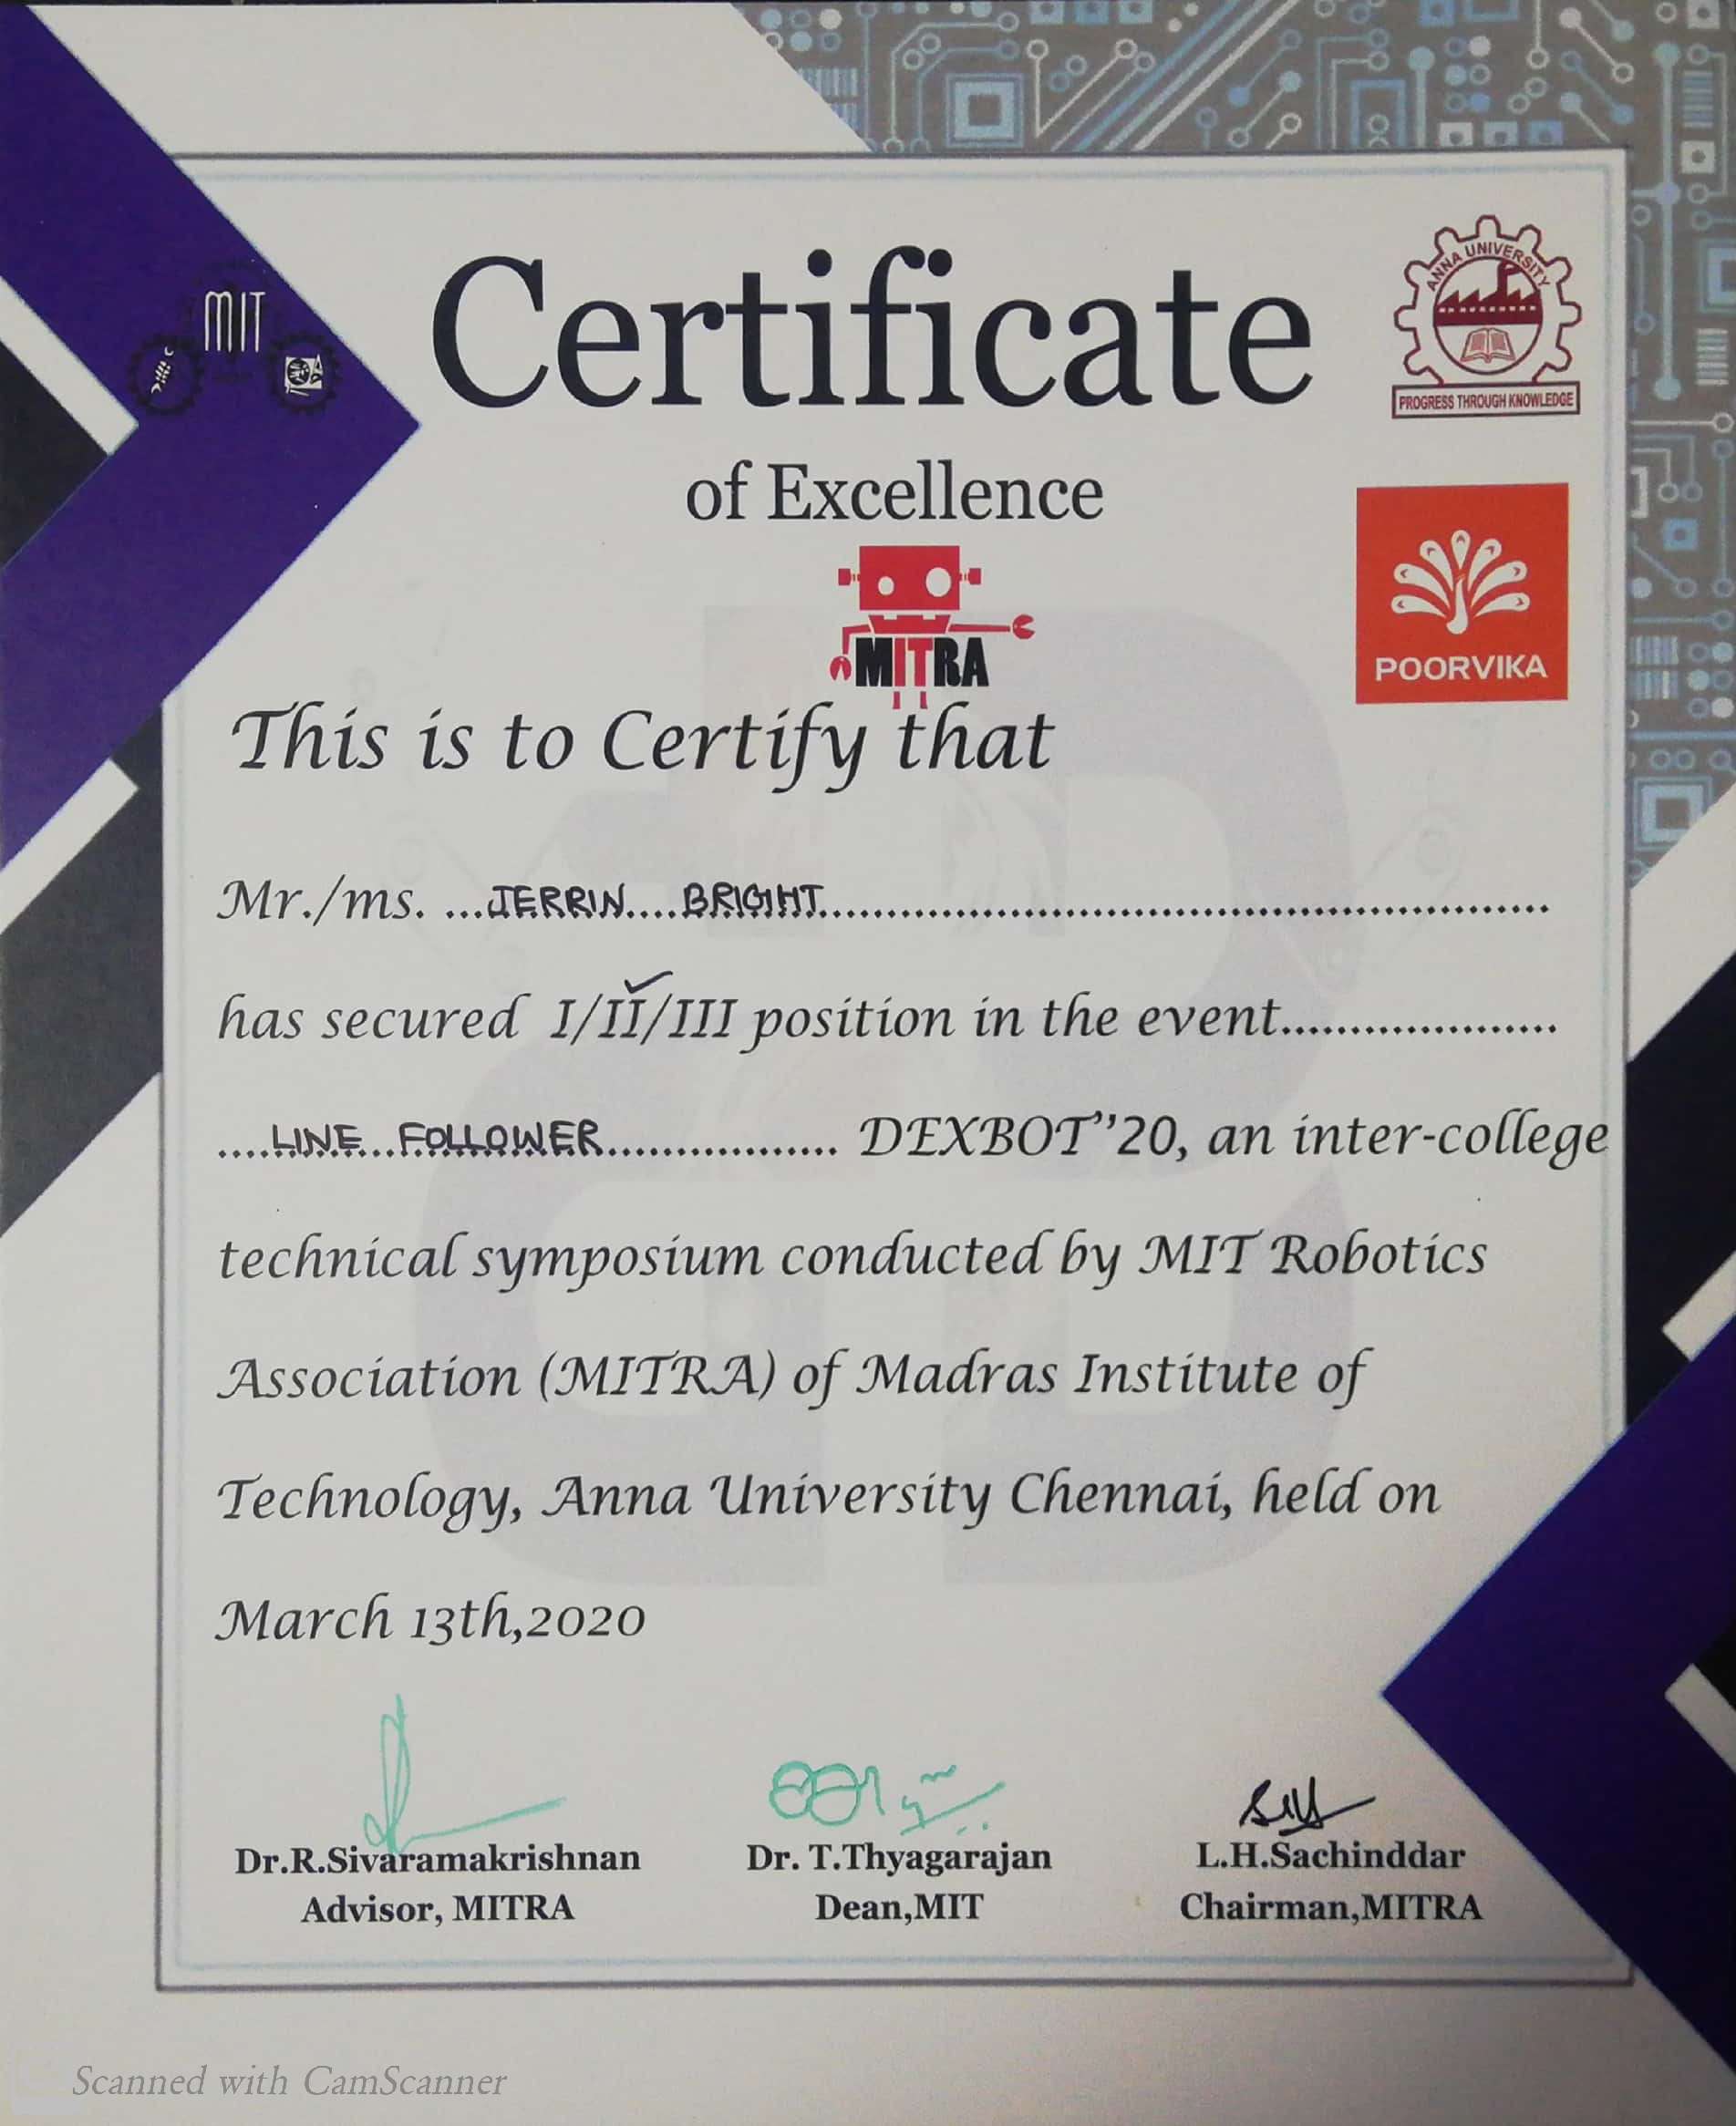 MIT
Certificate
ANNA UNIVERSITY
PROGRESS THROUGH KNOWLEDGE
of Excellence
MITRA
POORVIKA
This is to Certify that
Mr./ms. ...JERRIN....BRIGHT......................................................
has secured I/II/III position in the event....................
....LINE...FOLLOWER................. DEXBOT''20, an inter-college
technical symposium conducted by MIT Robotics
Association (MITRA) of Madras Institute of
Technology, Anna University Chennai, held on
March 13th,2020
Dr.R.Sivaramakrishnan
Advisor, MITRA
Dr. T.Thyagarajan
Dean,MIT
L.H.Sachinddar
Chairman,MITRA
Scanned with CamScanner